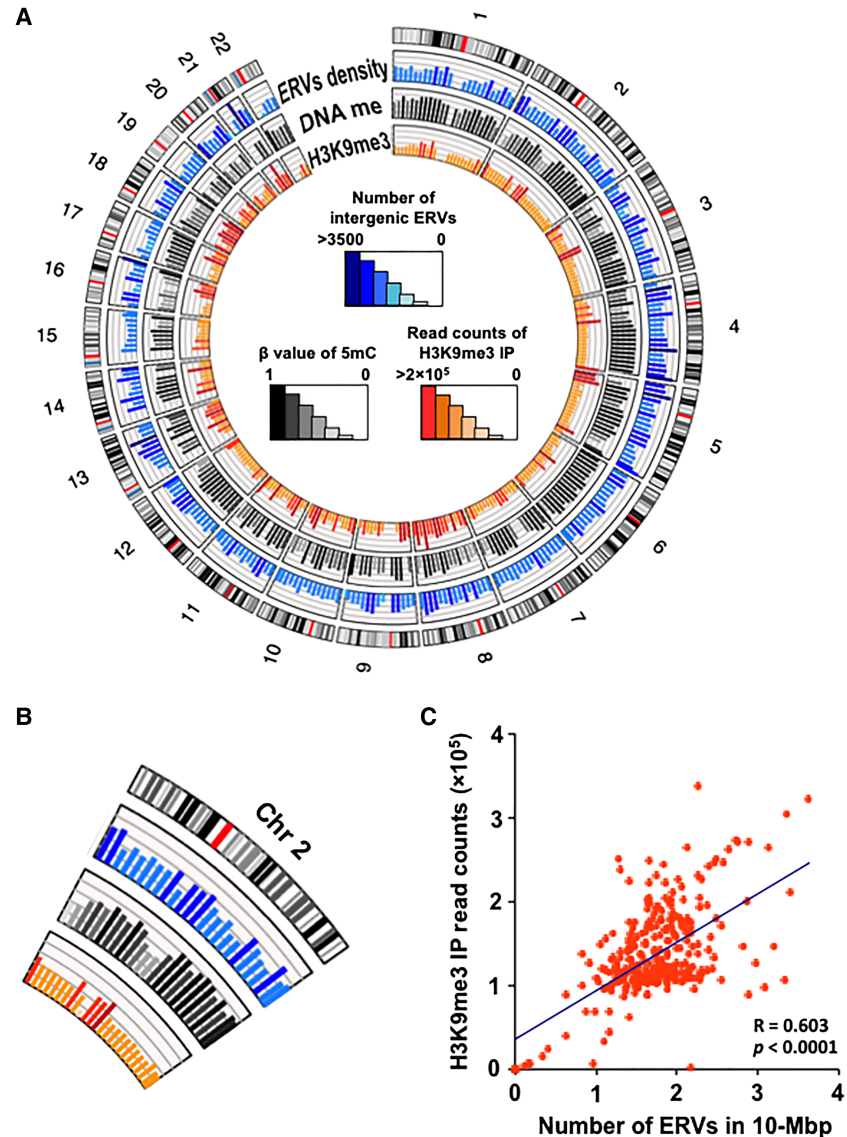 A
1
2
3
4
5
6
7
8
9
10
11
12
13
14
15
16
17
18
19
20
21
22
ERVs density
DNA me
H3K9me3
Number of
intergenic ERVs
>3500 0
β value of 5mC
1 0
Read counts of
H3K9me3 IP
>2×10⁵ 0
B
Chr 2
C
H3K9me3 IP read counts (×10⁵)
4
3
2
1
0
R = 0.603
p < 0.0001
0 1 2 3 4
Number of ERVs in 10-Mbp